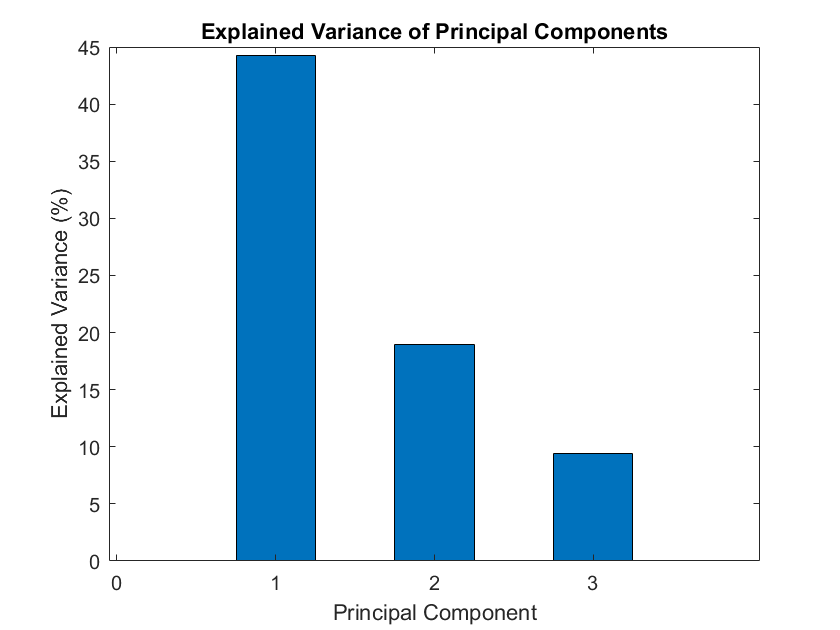 Explained Variance of Principal Components
45
40
35
30
25
20
15
10
5
0
Explained Variance (%)
0 1 2 3
Principal Component